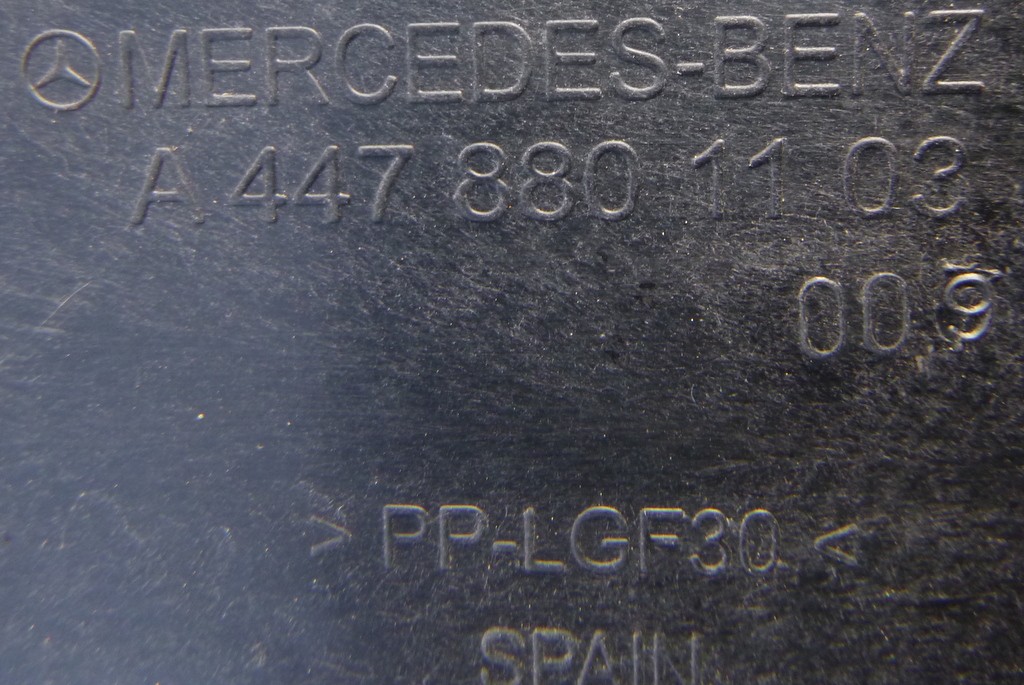 MERCEDES-BENZ
A 447 880 11 03
009
>PP-LGF30<
SPAIN